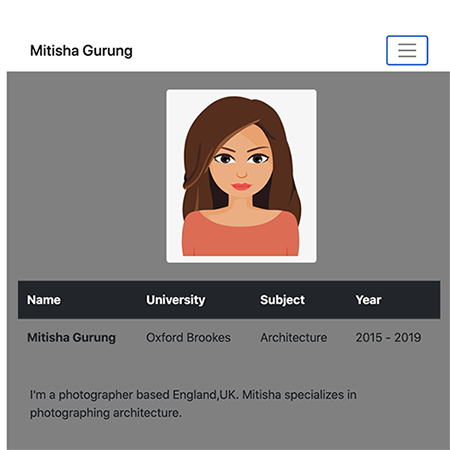 Mitisha Gurung
Name University Subject Year
Mitisha Gurung Oxford Brookes Architecture 2015 - 2019
I'm a photographer based England,UK. Mitisha specializes in
photographing architecture.